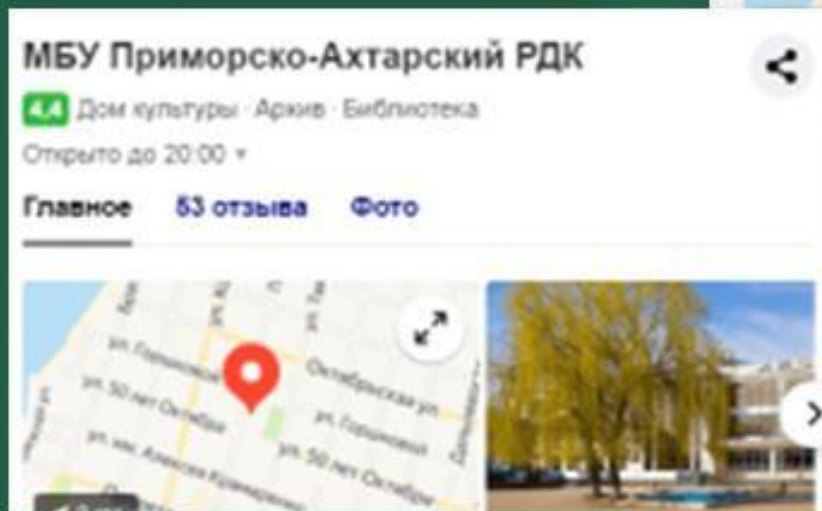 МБУ Приморско-Ахтарский РДК
4,4 Дом культуры · Архив · Библиотека
Открыто до 20:00
Главное 53 отзыва Фото
Октябрьская ул.
ул. Горшковой
ул. Горшковой
ул. 50 лет Октября
ул. 50 лет Октября